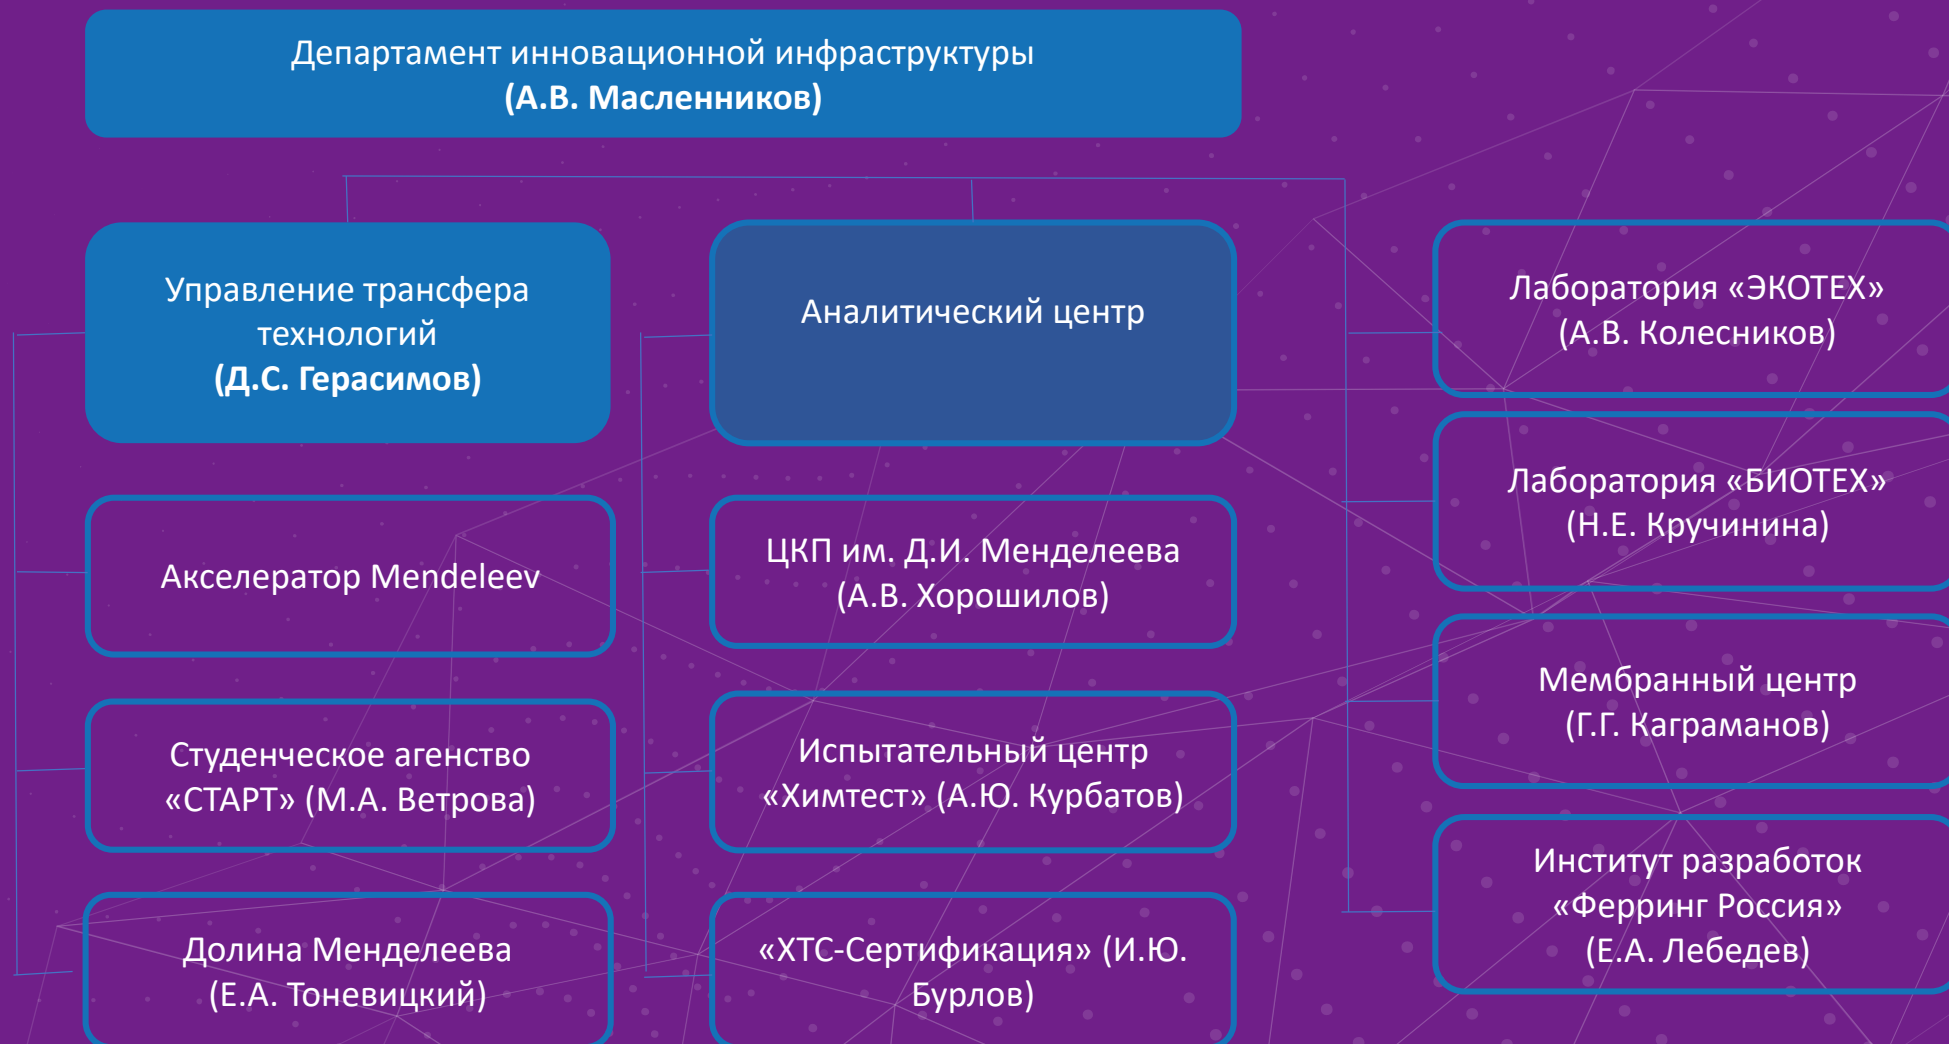 Департамент инновационной инфраструктуры
(А.В. Масленников)
Управление трансфера
технологий
(Д.С. Герасимов)
Акселератор Mendeleev
Студенческое агенство
«СТАРТ» (М.А. Ветрова)
Долина Менделеева
(Е.А. Тоневицкий)
Аналитический центр
ЦКП им. Д.И. Менделеева
(А.В. Хорошилов)
Испытательный центр
«Химтест» (А.Ю. Курбатов)
«ХТС-Сертификация» (И.Ю.
Бурлов)
Лаборатория «ЭКОТЕХ»
(А.В. Колесников)
Лаборатория «БИОТЕХ»
(Н.Е. Кручинина)
Мембранный центр
(Г.Г. Каграманов)
Институт разработок
«Ферринг Россия»
(Е.А. Лебедев)